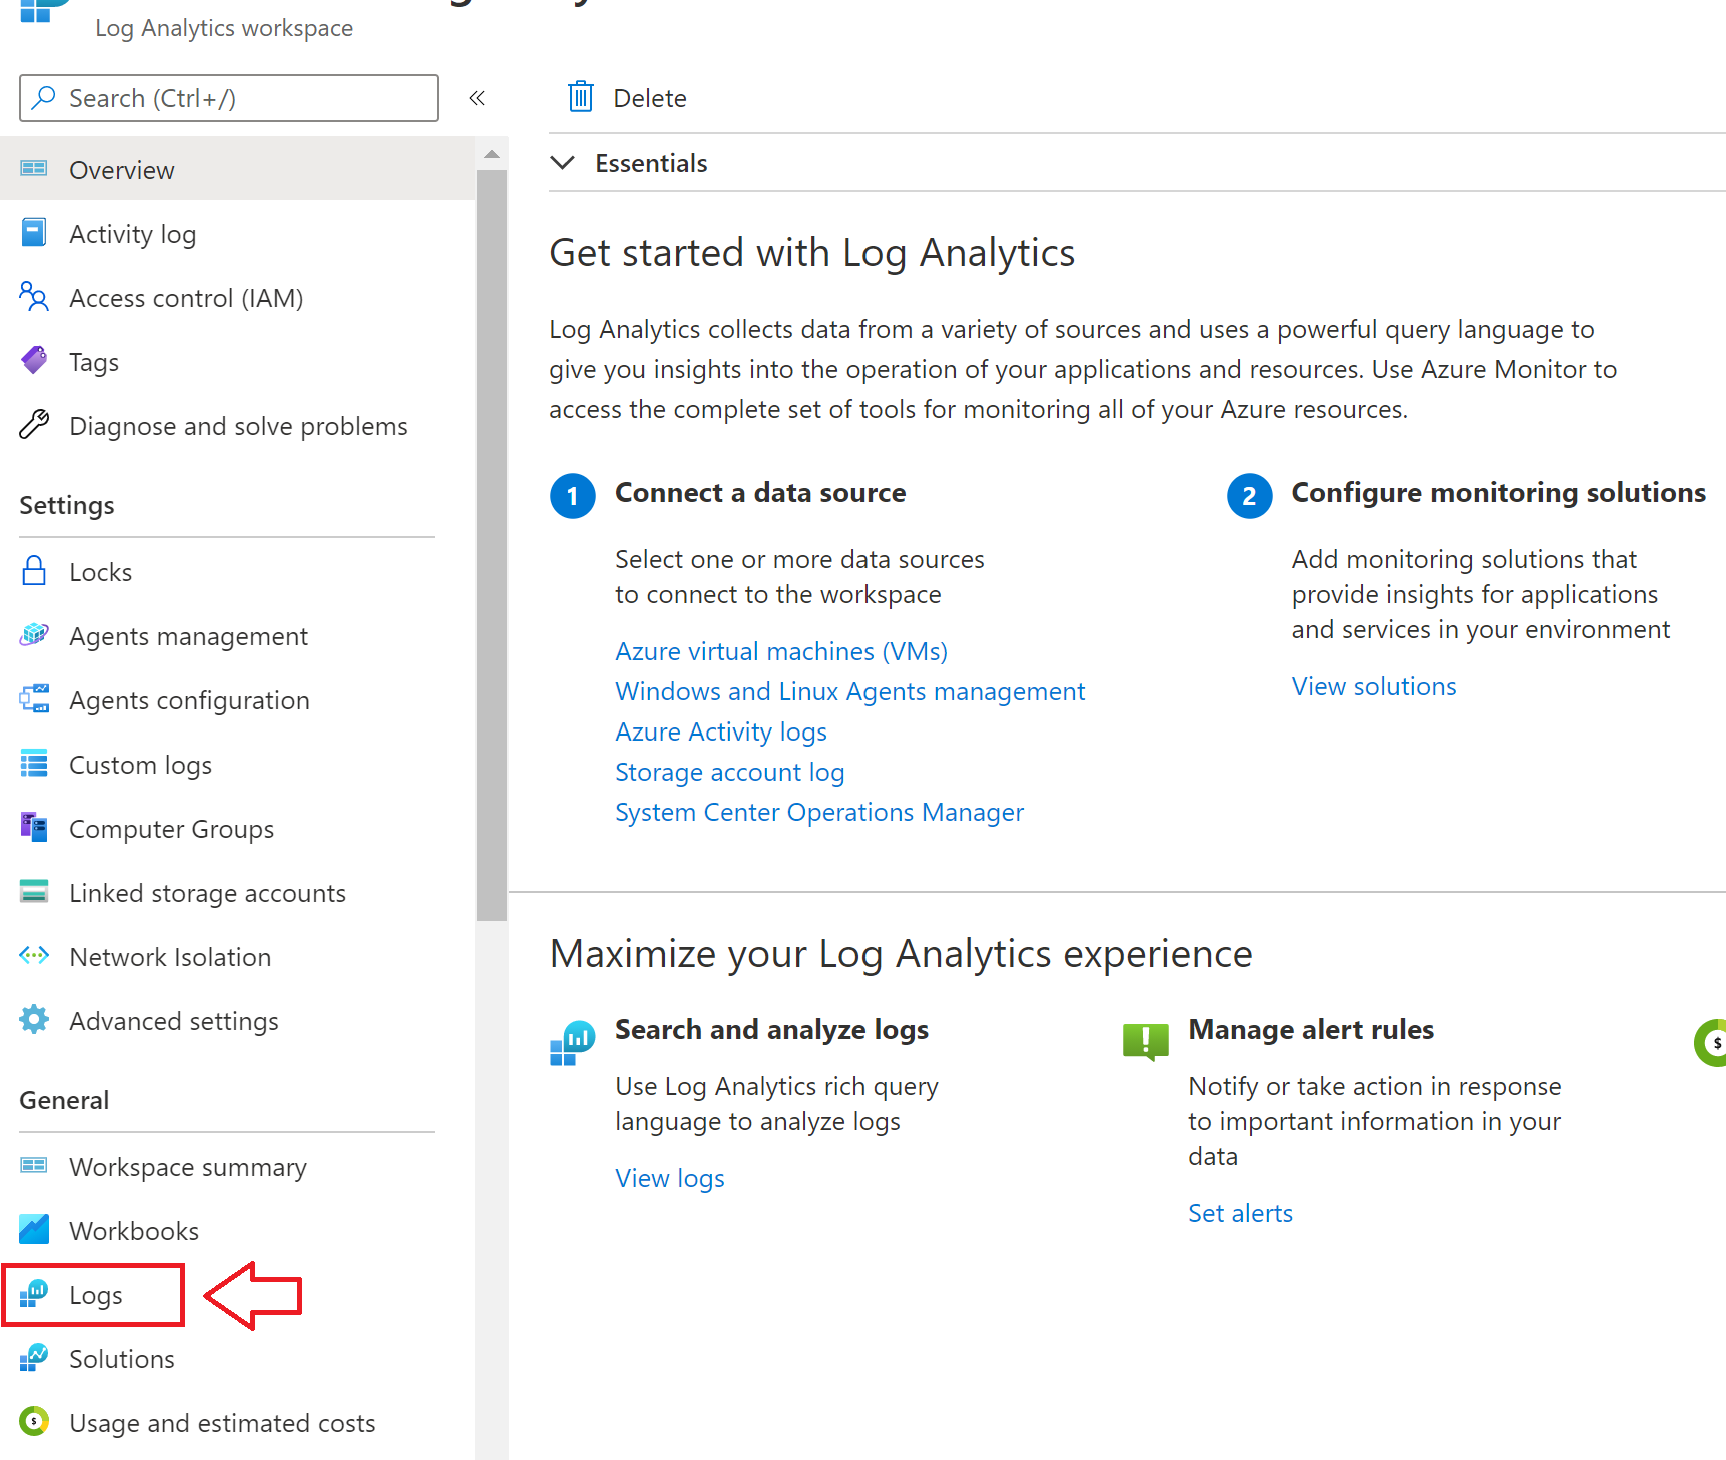 Log Analytics workspace
Search (Ctrl+/)
«
Overview
Activity log
Access control (IAM)
Tags
Diagnose and solve problems
Settings
Locks
Agents management
Agents configuration
Custom logs
Computer Groups
Linked storage accounts
Network Isolation
Advanced settings
General
Workspace summary
Workbooks
Logs
Solutions
Usage and estimated costs
Delete
Essentials
Get started with Log Analytics
Log Analytics collects data from a variety of sources and uses a powerful query language to
give you insights into the operation of your applications and resources. Use Azure Monitor to
access the complete set of tools for monitoring all of your Azure resources.
1 Connect a data source
Select one or more data sources
to connect to the workspace
Azure virtual machines (VMs)
Windows and Linux Agents management
Azure Activity logs
Storage account log
System Center Operations Manager
2 Configure monitoring solutions
Add monitoring solutions that
provide insights for applications
and services in your environment
View solutions
Maximize your Log Analytics experience
Search and analyze logs
Use Log Analytics rich query
language to analyze logs
View logs
Manage alert rules
Notify or take action in response
to important information in your
data
Set alerts